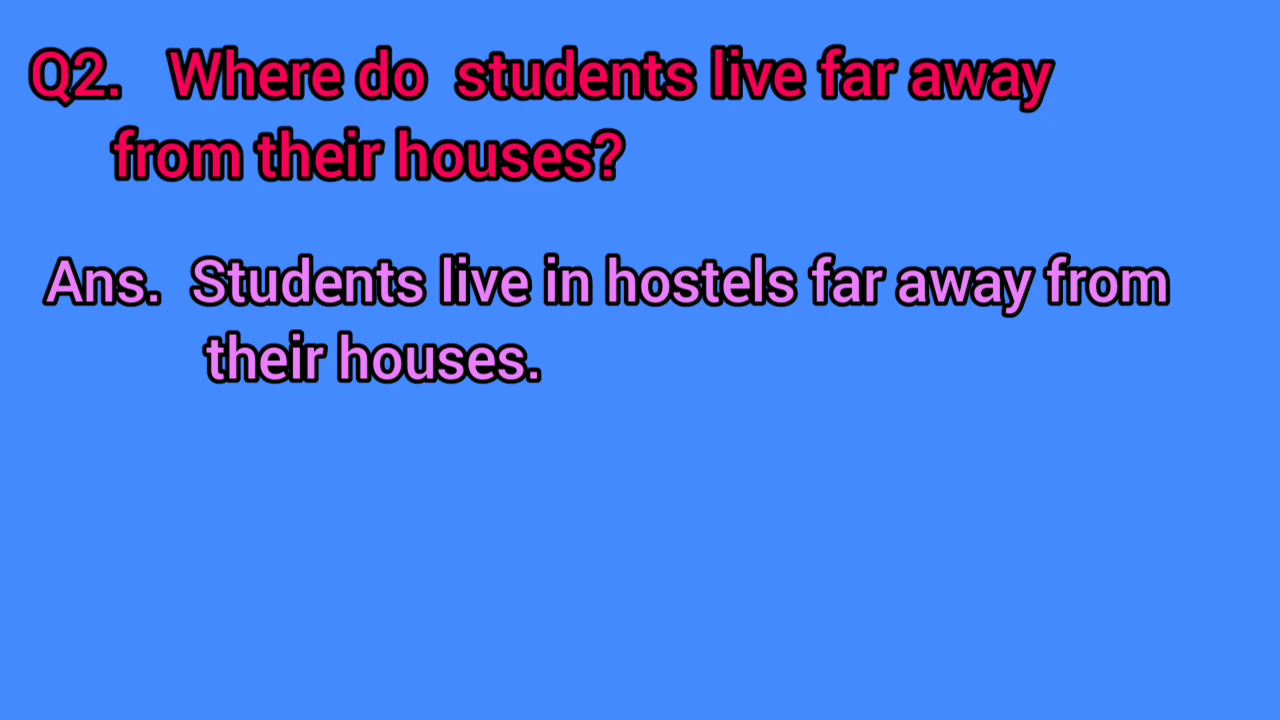 Q2. Where do students live far away
from their houses?
Ans. Students live in hostels far away from
their houses.